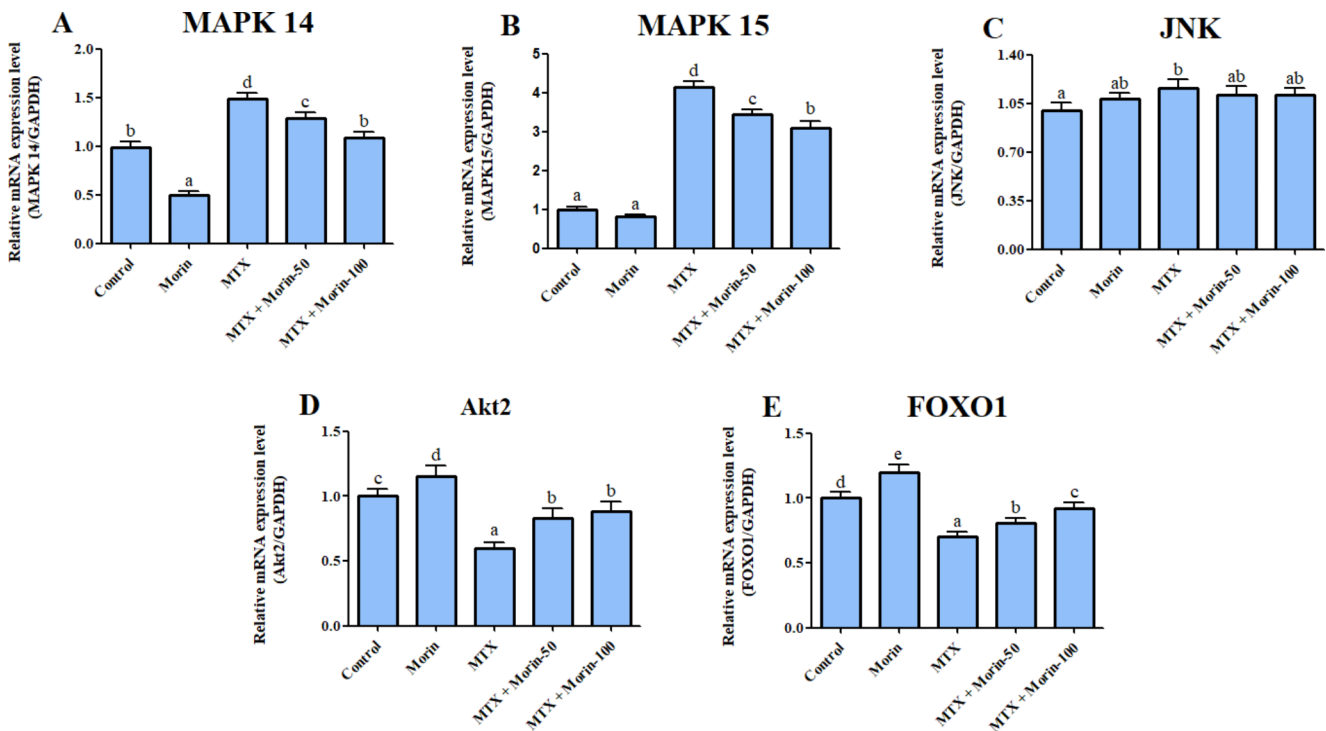 A
MAPK 14
Relative mRNA expression level
(MAPK 14/GAPDH)
2.0
1.5
1.0
0.5
0.0
b
a
d
c
b
Control
Morin
MTX
MTX + Morin-50
MTX + Morin-100
B
MAPK 15
Relative mRNA expression level
(MAPK15/GAPDH)
5
4
3
2
1
0
a
a
d
c
b
Control
Morin
MTX
MTX + Morin-50
MTX + Morin-100
C
JNK
Relative mRNA expression level
(JNK/GAPDH)
1.40
1.05
0.70
0.35
0.00
a
ab
b
ab
ab
Control
Morin
MTX
MTX + Morin-50
MTX + Morin-100
D
Akt2
Relative mRNA expression level
(Akt2/GAPDH)
1.5
1.0
0.5
0.0
c
d
a
b
b
Control
Morin
MTX
MTX + Morin-50
MTX + Morin-100
E
FOXO1
Relative mRNA expression level
(FOXO1/GAPDH)
1.5
1.0
0.5
0.0
d
e
a
b
c
Control
Morin
MTX
MTX + Morin-50
MTX + Morin-100